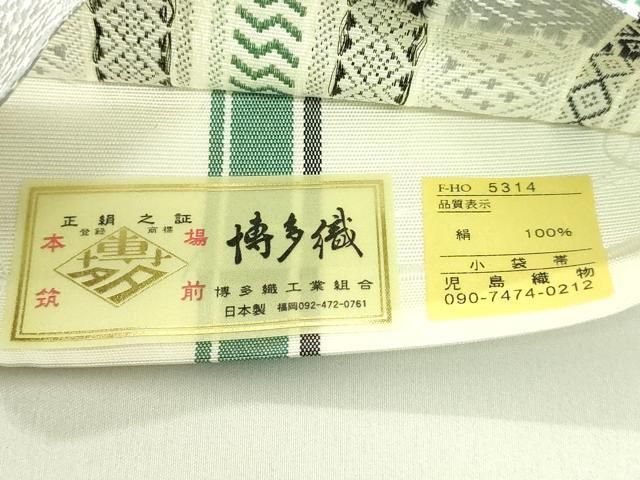 正絹之証
登録 商標
本場
筑前
博多
博多織
博多織工業組合
日本製 福岡092-472-0761
F-HO 5314
品質表示
絹 100%
小袋帯
児島織物
090-7474-0212